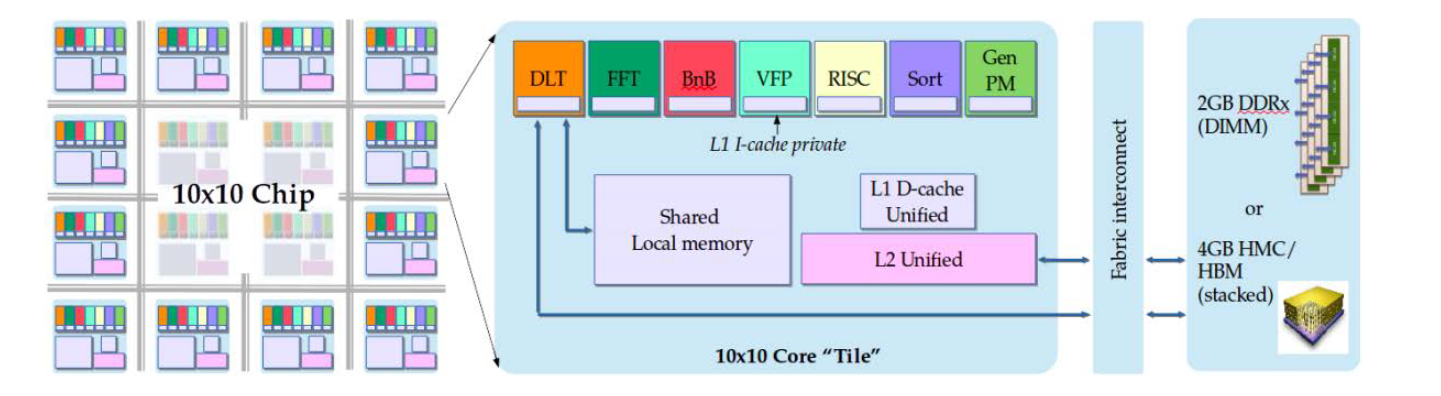 10x10 Chip
DLT
FFT
BnB
VFP
RISC
Sort
Gen
PM
L1 I-cache private
Shared
Local memory
L1 D-cache
Unified
L2 Unified
10x10 Core “Tile”
Fabric interconnect
2GB DDRx
(DIMM)
or
4GB HMC/
HBM
(stacked)